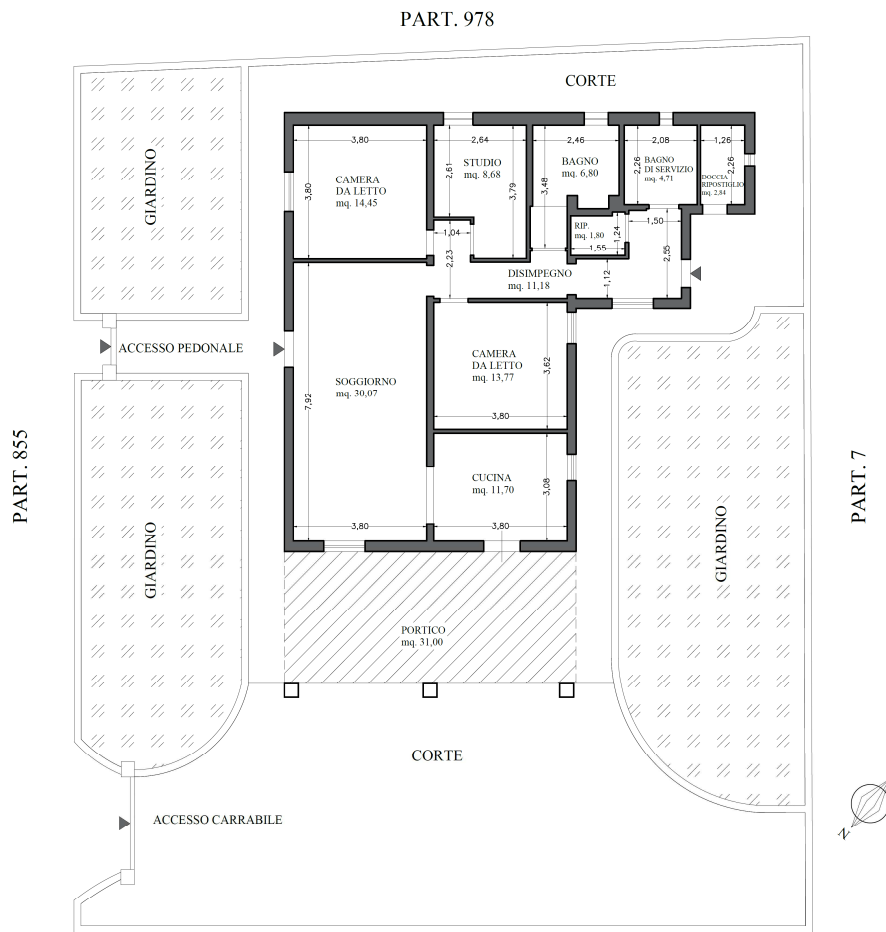 PART. 978
CORTE
GIARDINO
3,80
2,64
2,46
2,08
1,26
CAMERA
DA LETTO
mq. 14,45
3,80
2,61
STUDIO
mq. 8,68
3,79
BAGNO
mq. 6,80
3,48
2,26
BAGNO
DI SERVIZIO
mq. 4,71
2,26
DOCCIA
RIPOSTIGLIO
mq. 2,84
1,04
2,23
RIP.
mq. 1,80
1,24
1,55
1,50
2,55
DISIMPEGNO
mq. 11,18
1,12
ACCESSO PEDONALE
SOGGIORNO
mq. 30,07
7,92
3,80
CAMERA
DA LETTO
mq. 13,77
3,62
3,80
CUCINA
mq. 11,70
3,08
3,80
PART. 855
PART. 7
GIARDINO
GIARDINO
PORTICO
mq. 31,00
CORTE
ACCESSO CARRABILE
N